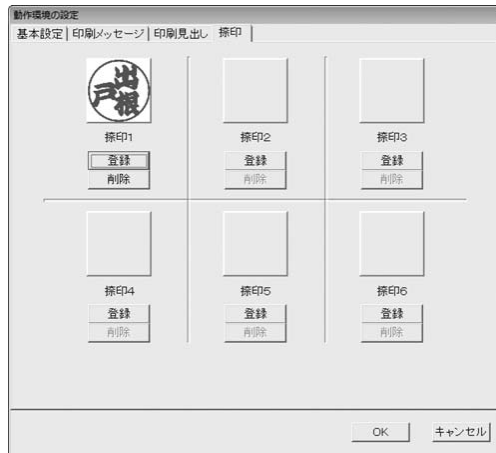 動作環境の設定
基本設定 印刷メッセージ 印刷見出し 捺印
出根戸
捺印1 捺印2 捺印3
登録 登録 登録
削除 削除 削除
捺印4 捺印5 捺印6
登録 登録 登録
削除 削除 削除
OK キャンセル